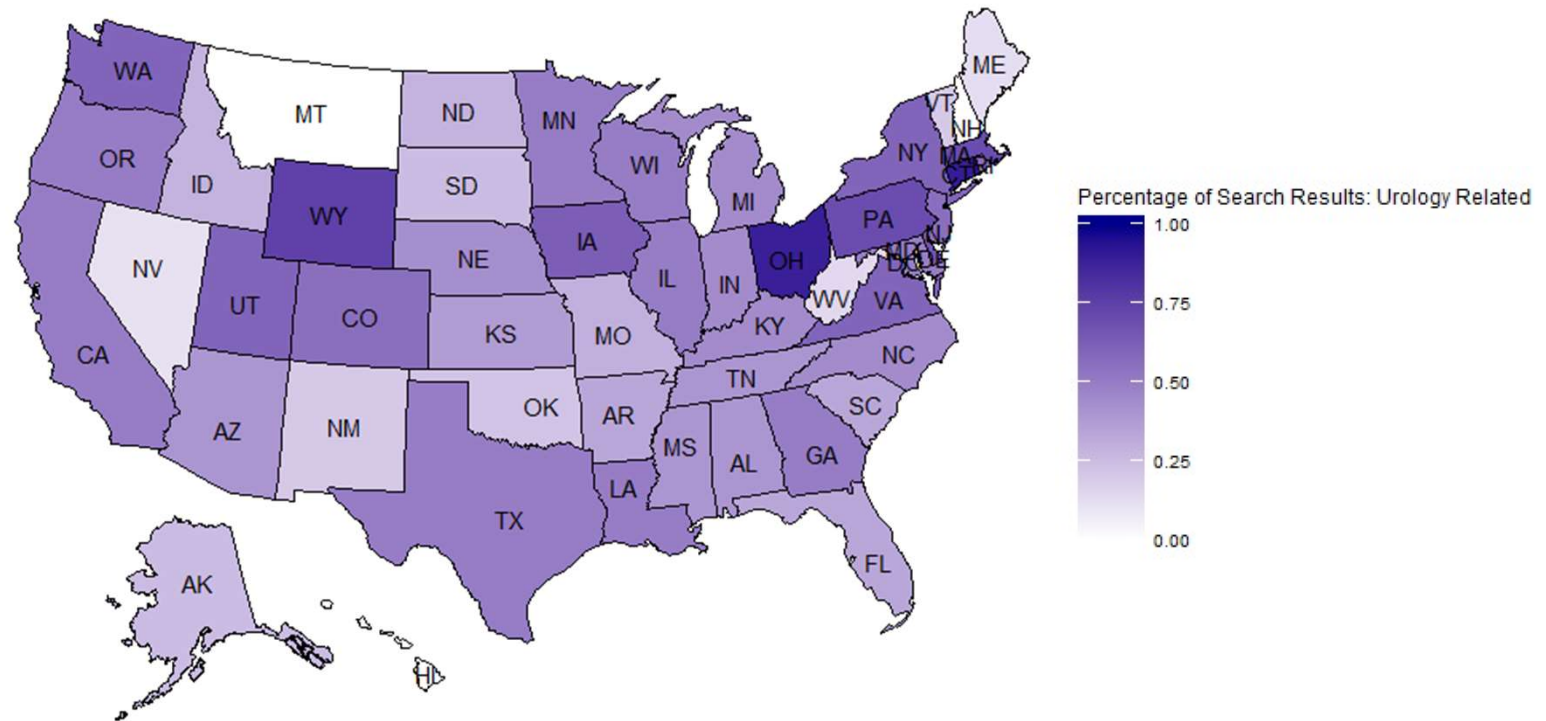 WA
MT
ND
MN
ME
VT
NH
OR
ID
SD
WI
MI
NY
MA
CT
RI
WY
IA
PA
NJ
NV
NE
IL
IN
OH
MD
DE
DC
UT
CO
KS
MO
KY
WV
VA
CA
AZ
NM
OK
AR
TN
NC
SC
MS
AL
GA
LA
TX
FL
AK
HI
Percentage of Search Results: Urology Related
1.00
0.75
0.50
0.25
0.00